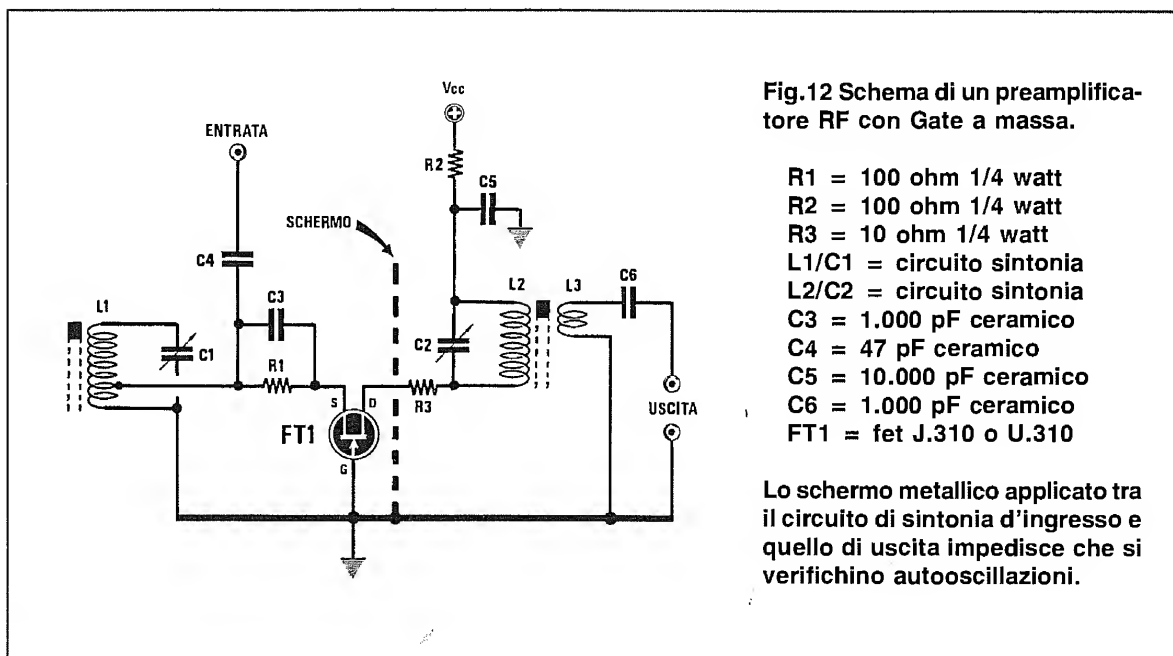 Vcc
ENTRATA
R2
C5
SCHERMO
C4
L1
C3
L2
L3
C6
C1
C2
R1
S
D
R3
FT1
G
USCITA
Fig.12 Schema di un preamplifica-
tore RF con Gate a massa.
R1 = 100 ohm 1/4 watt
R2 = 100 ohm 1/4 watt
R3 = 10 ohm 1/4 watt
L1/C1 = circuito sintonia
L2/C2 = circuito sintonia
C3 = 1.000 pF ceramico
C4 = 47 pF ceramico
C5 = 10.000 pF ceramico
C6 = 1.000 pF ceramico
FT1 = fet J.310 o U.310
Lo schermo metallico applicato tra
il circuito di sintonia d'ingresso e
quello di uscita impedisce che si
verifichino autooscillazioni.